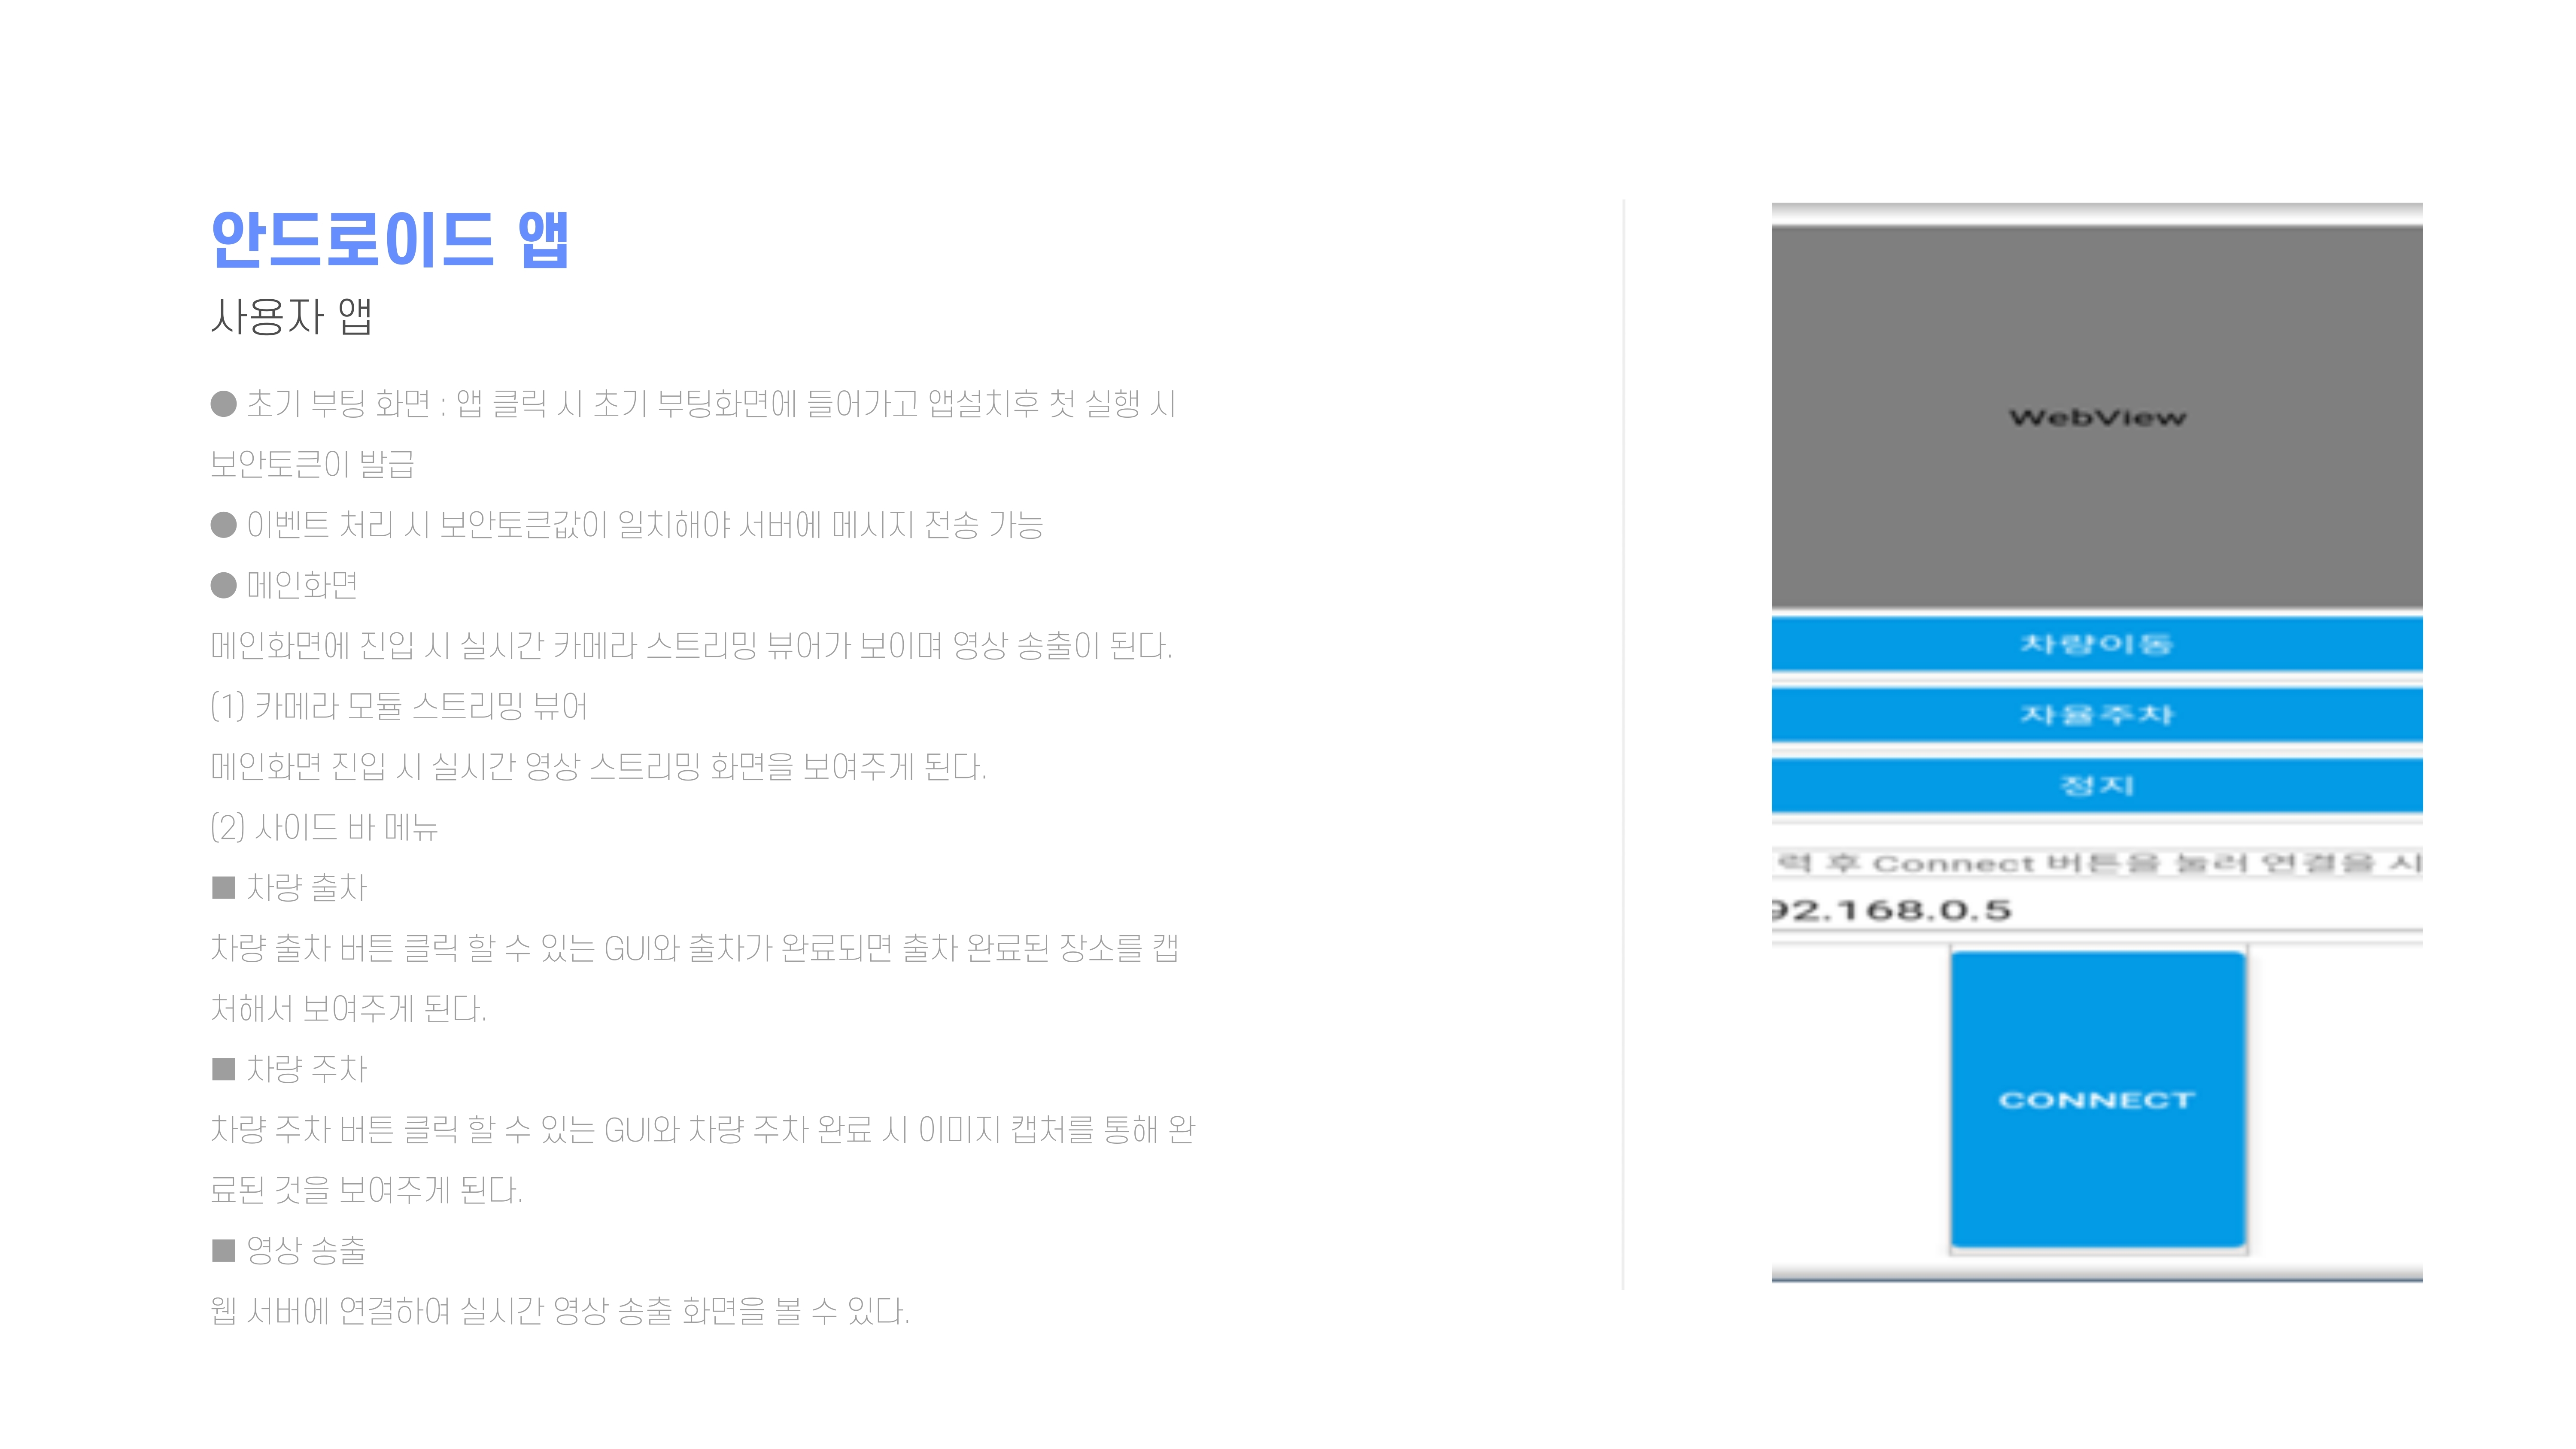 안드로이드 앱
사용자 앱
● 초기 부팅 화면 : 앱 클릭 시 초기 부팅화면에 들어가고 앱설치후 첫 실행 시
보안토큰이 발급
● 이벤트 처리 시 보안토큰값이 일치해야 서버에 메시지 전송 가능
● 메인화면
메인화면에 진입 시 실시간 카메라 스트리밍 뷰어가 보이며 영상 송출이 된다.
(1) 카메라 모듈 스트리밍 뷰어
메인화면 진입 시 실시간 영상 스트리밍 화면을 보여주게 된다.
(2) 사이드 바 메뉴
■ 차량 출차
차량 출차 버튼 클릭 할 수 있는 GUI와 출차가 완료되면 출차 완료된 장소를 캡
처해서 보여주게 된다.
■ 차량 주차
차량 주차 버튼 클릭 할 수 있는 GUI와 차량 주차 완료 시 이미지 캡처를 통해 완
료된 것을 보여주게 된다.
■ 영상 송출
웹 서버에 연결하여 실시간 영상 송출 화면을 볼 수 있다.
WebView
차량이동
자율주차
정지
력 후 Connect 버튼을 눌러 연결을 시
92.168.0.5
CONNECT